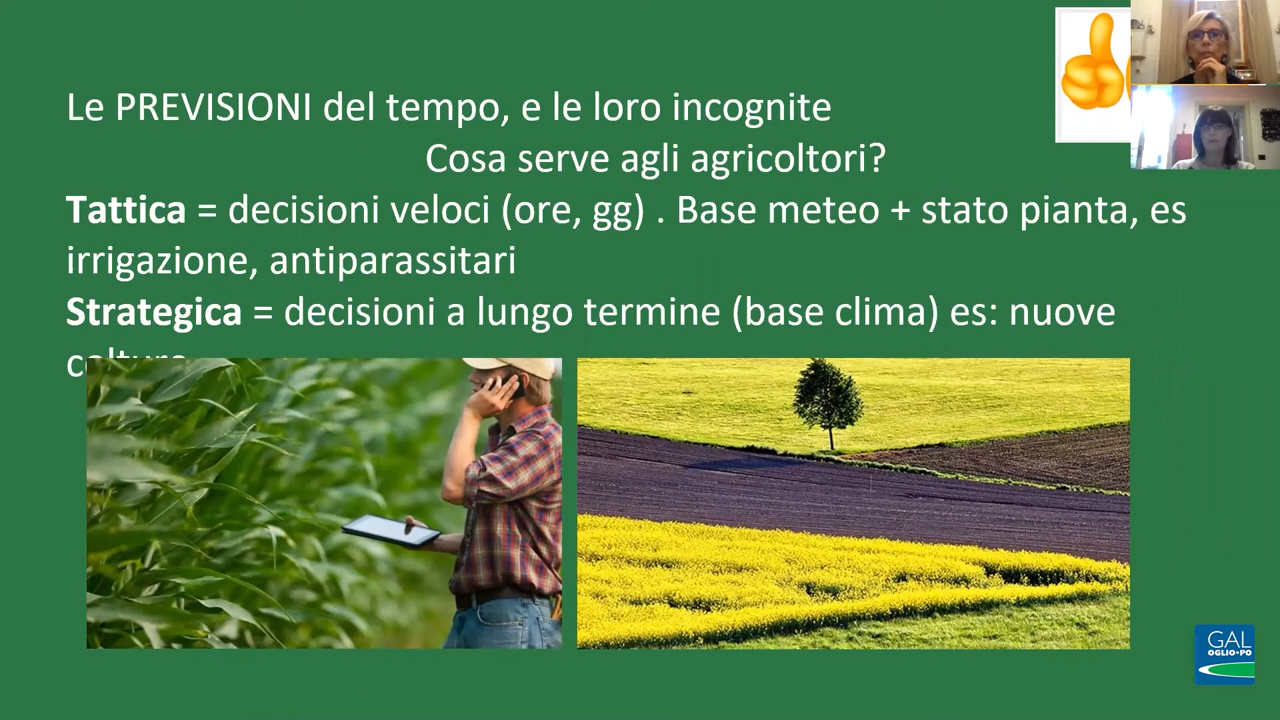 Le PREVISIONI del tempo, e le loro incognite
Cosa serve agli agricoltori?
Tattica = decisioni veloci (ore, gg) . Base meteo + stato pianta, es
irrigazione, antiparassitari
Strategica = decisioni a lungo termine (base clima) es: nuove
GAL
OGLIO•PO